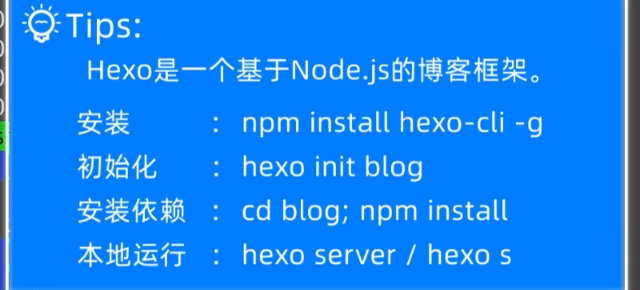 Tips:
Hexo是一个基于Node.js的博客框架。
安装 : npm install hexo-cli -g
初始化 : hexo init blog
安装依赖 : cd blog; npm install
本地运行 : hexo server / hexo s